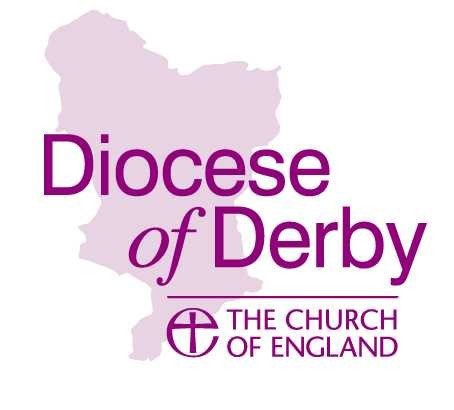 Diocese
of Derby
THE CHURCH
OF ENGLAND